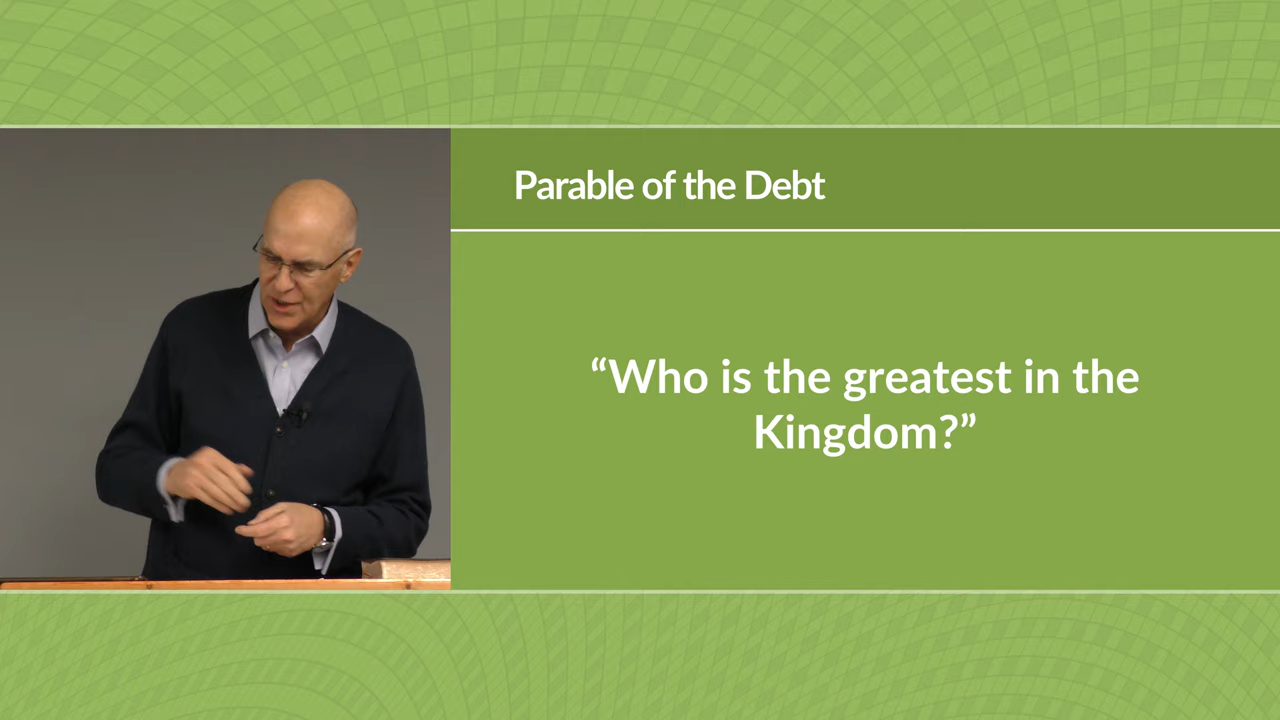 Parable of the Debt
“Who is the greatest in the
Kingdom?”